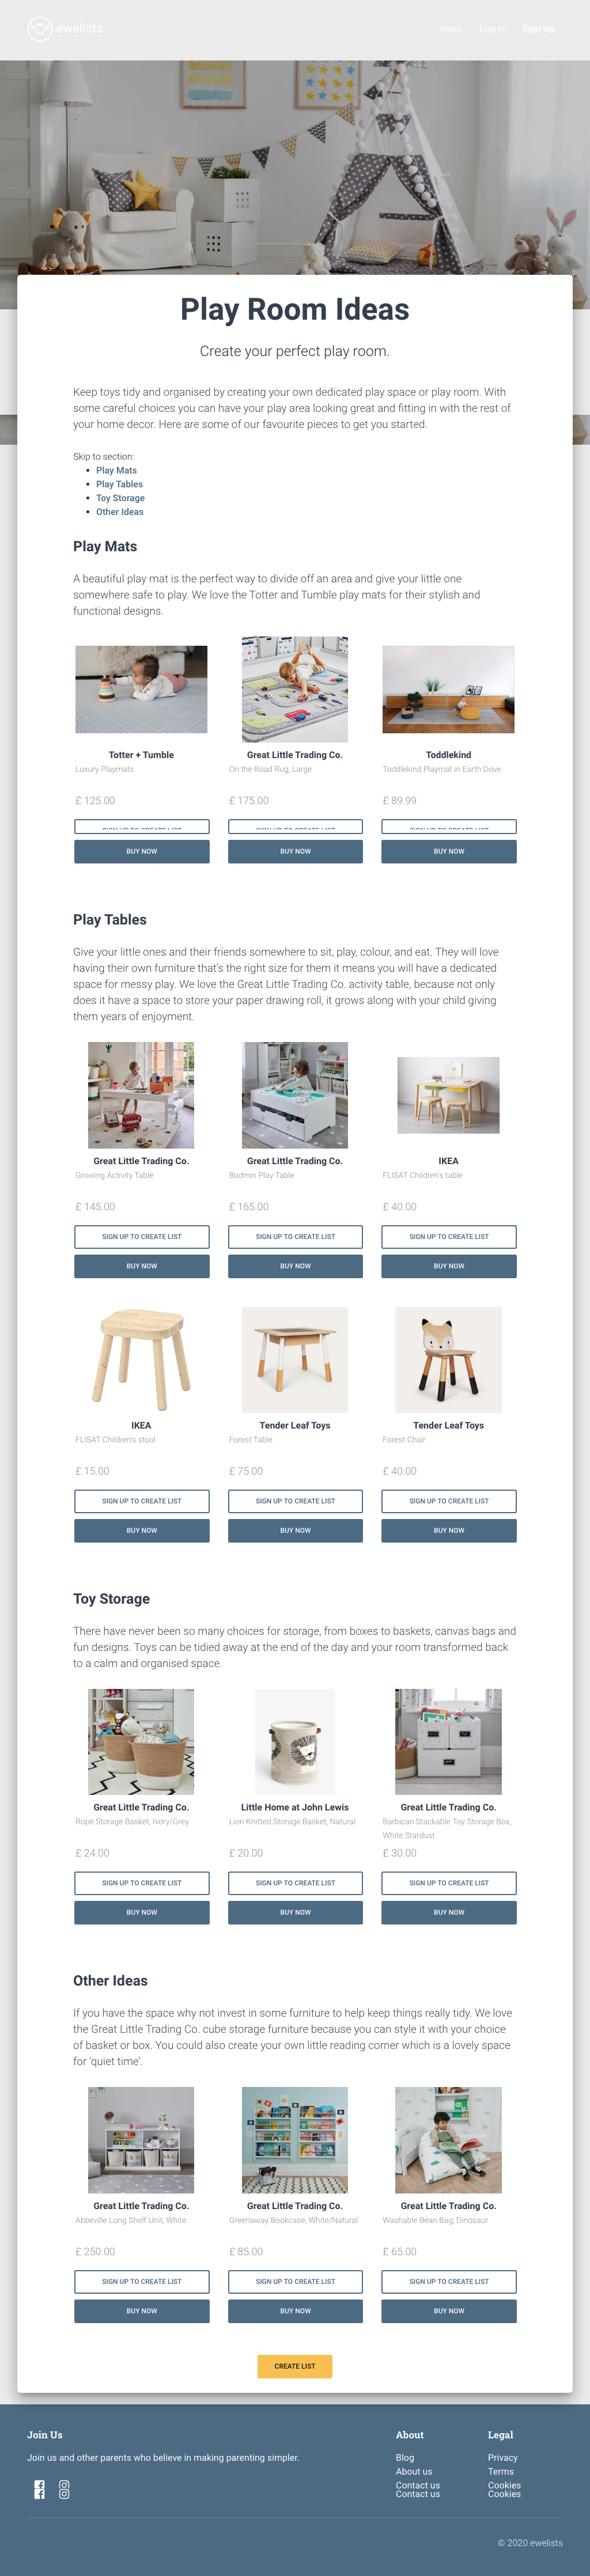 ewelists
Ideas Log In Sign Up
Play Room Ideas
Create your perfect play room.
Keep toys tidy and organised by creating your own dedicated play space or play room. With
some careful choices you can have your play area looking great and fitting in with the rest of
your home decor. Here are some of our favourite pieces to get you started.
Skip to section:
Play Mats
Play Tables
Toy Storage
Other Ideas
Play Mats
A beautiful play mat is the perfect way to divide off an area and give your little one
somewhere safe to play. We love the Totter and Tumble play mats for their stylish and
functional designs.
Totter + Tumble
Luxury Playmats
£ 125.00
SIGN UP TO CREATE LIST
BUY NOW
Great Little Trading Co.
On the Road Rug, Large
£ 175.00
SIGN UP TO CREATE LIST
BUY NOW
Toddlekind
Toddlekind Playmat in Earth Dove
£ 89.99
SIGN UP TO CREATE LIST
BUY NOW
Play Tables
Give your little ones and their friends somewhere to sit, play, colour, and eat. They will love
having their own furniture that's the right size for them it means you will have a dedicated
space for messy play. We love the Great Little Trading Co. activity table, because not only
does it have a space to store your paper drawing roll, it grows along with your child giving
them years of enjoyment.
Great Little Trading Co.
Growing Activity Table
£ 145.00
SIGN UP TO CREATE LIST
BUY NOW
Great Little Trading Co.
Bodmin Play Table
£ 165.00
SIGN UP TO CREATE LIST
BUY NOW
IKEA
FLISAT Children's table
£ 40.00
SIGN UP TO CREATE LIST
BUY NOW
IKEA
FLISAT Children's stool
£ 15.00
SIGN UP TO CREATE LIST
BUY NOW
Tender Leaf Toys
Forest Table
£ 75.00
SIGN UP TO CREATE LIST
BUY NOW
Tender Leaf Toys
Forest Chair
£ 40.00
SIGN UP TO CREATE LIST
BUY NOW
Toy Storage
There have never been so many choices for storage, from boxes to baskets, canvas bags and
fun designs. Toys can be tidied away at the end of the day and your room transformed back
to a calm and organised space.
Great Little Trading Co.
Rope Storage Basket, Ivory/Grey
£ 24.00
SIGN UP TO CREATE LIST
BUY NOW
Little Home at John Lewis
Lion Knitted Storage Basket, Natural
£ 20.00
SIGN UP TO CREATE LIST
BUY NOW
Great Little Trading Co.
Barbican Stackable Toy Storage Box,
White Stardust
£ 30.00
SIGN UP TO CREATE LIST
BUY NOW
Other Ideas
If you have the space why not invest in some furniture to help keep things really tidy. We love
the Great Little Trading Co. cube storage furniture because you can style it with your choice
of basket or box. You could also create your own little reading corner which is a lovely space
for ‘quiet time’.
Great Little Trading Co.
Abbeville Long Shelf Unit, White
£ 250.00
SIGN UP TO CREATE LIST
BUY NOW
Great Little Trading Co.
Greenaway Bookcase, White/Natural
£ 85.00
SIGN UP TO CREATE LIST
BUY NOW
Great Little Trading Co.
Washable Bean Bag, Dinosaur
£ 65.00
SIGN UP TO CREATE LIST
BUY NOW
CREATE LIST
Join Us
Join us and other parents who believe in making parenting simpler.
About
Blog
About us
Contact us
Contact us
Legal
Privacy
Terms
Cookies
Cookies
© 2020 ewelists